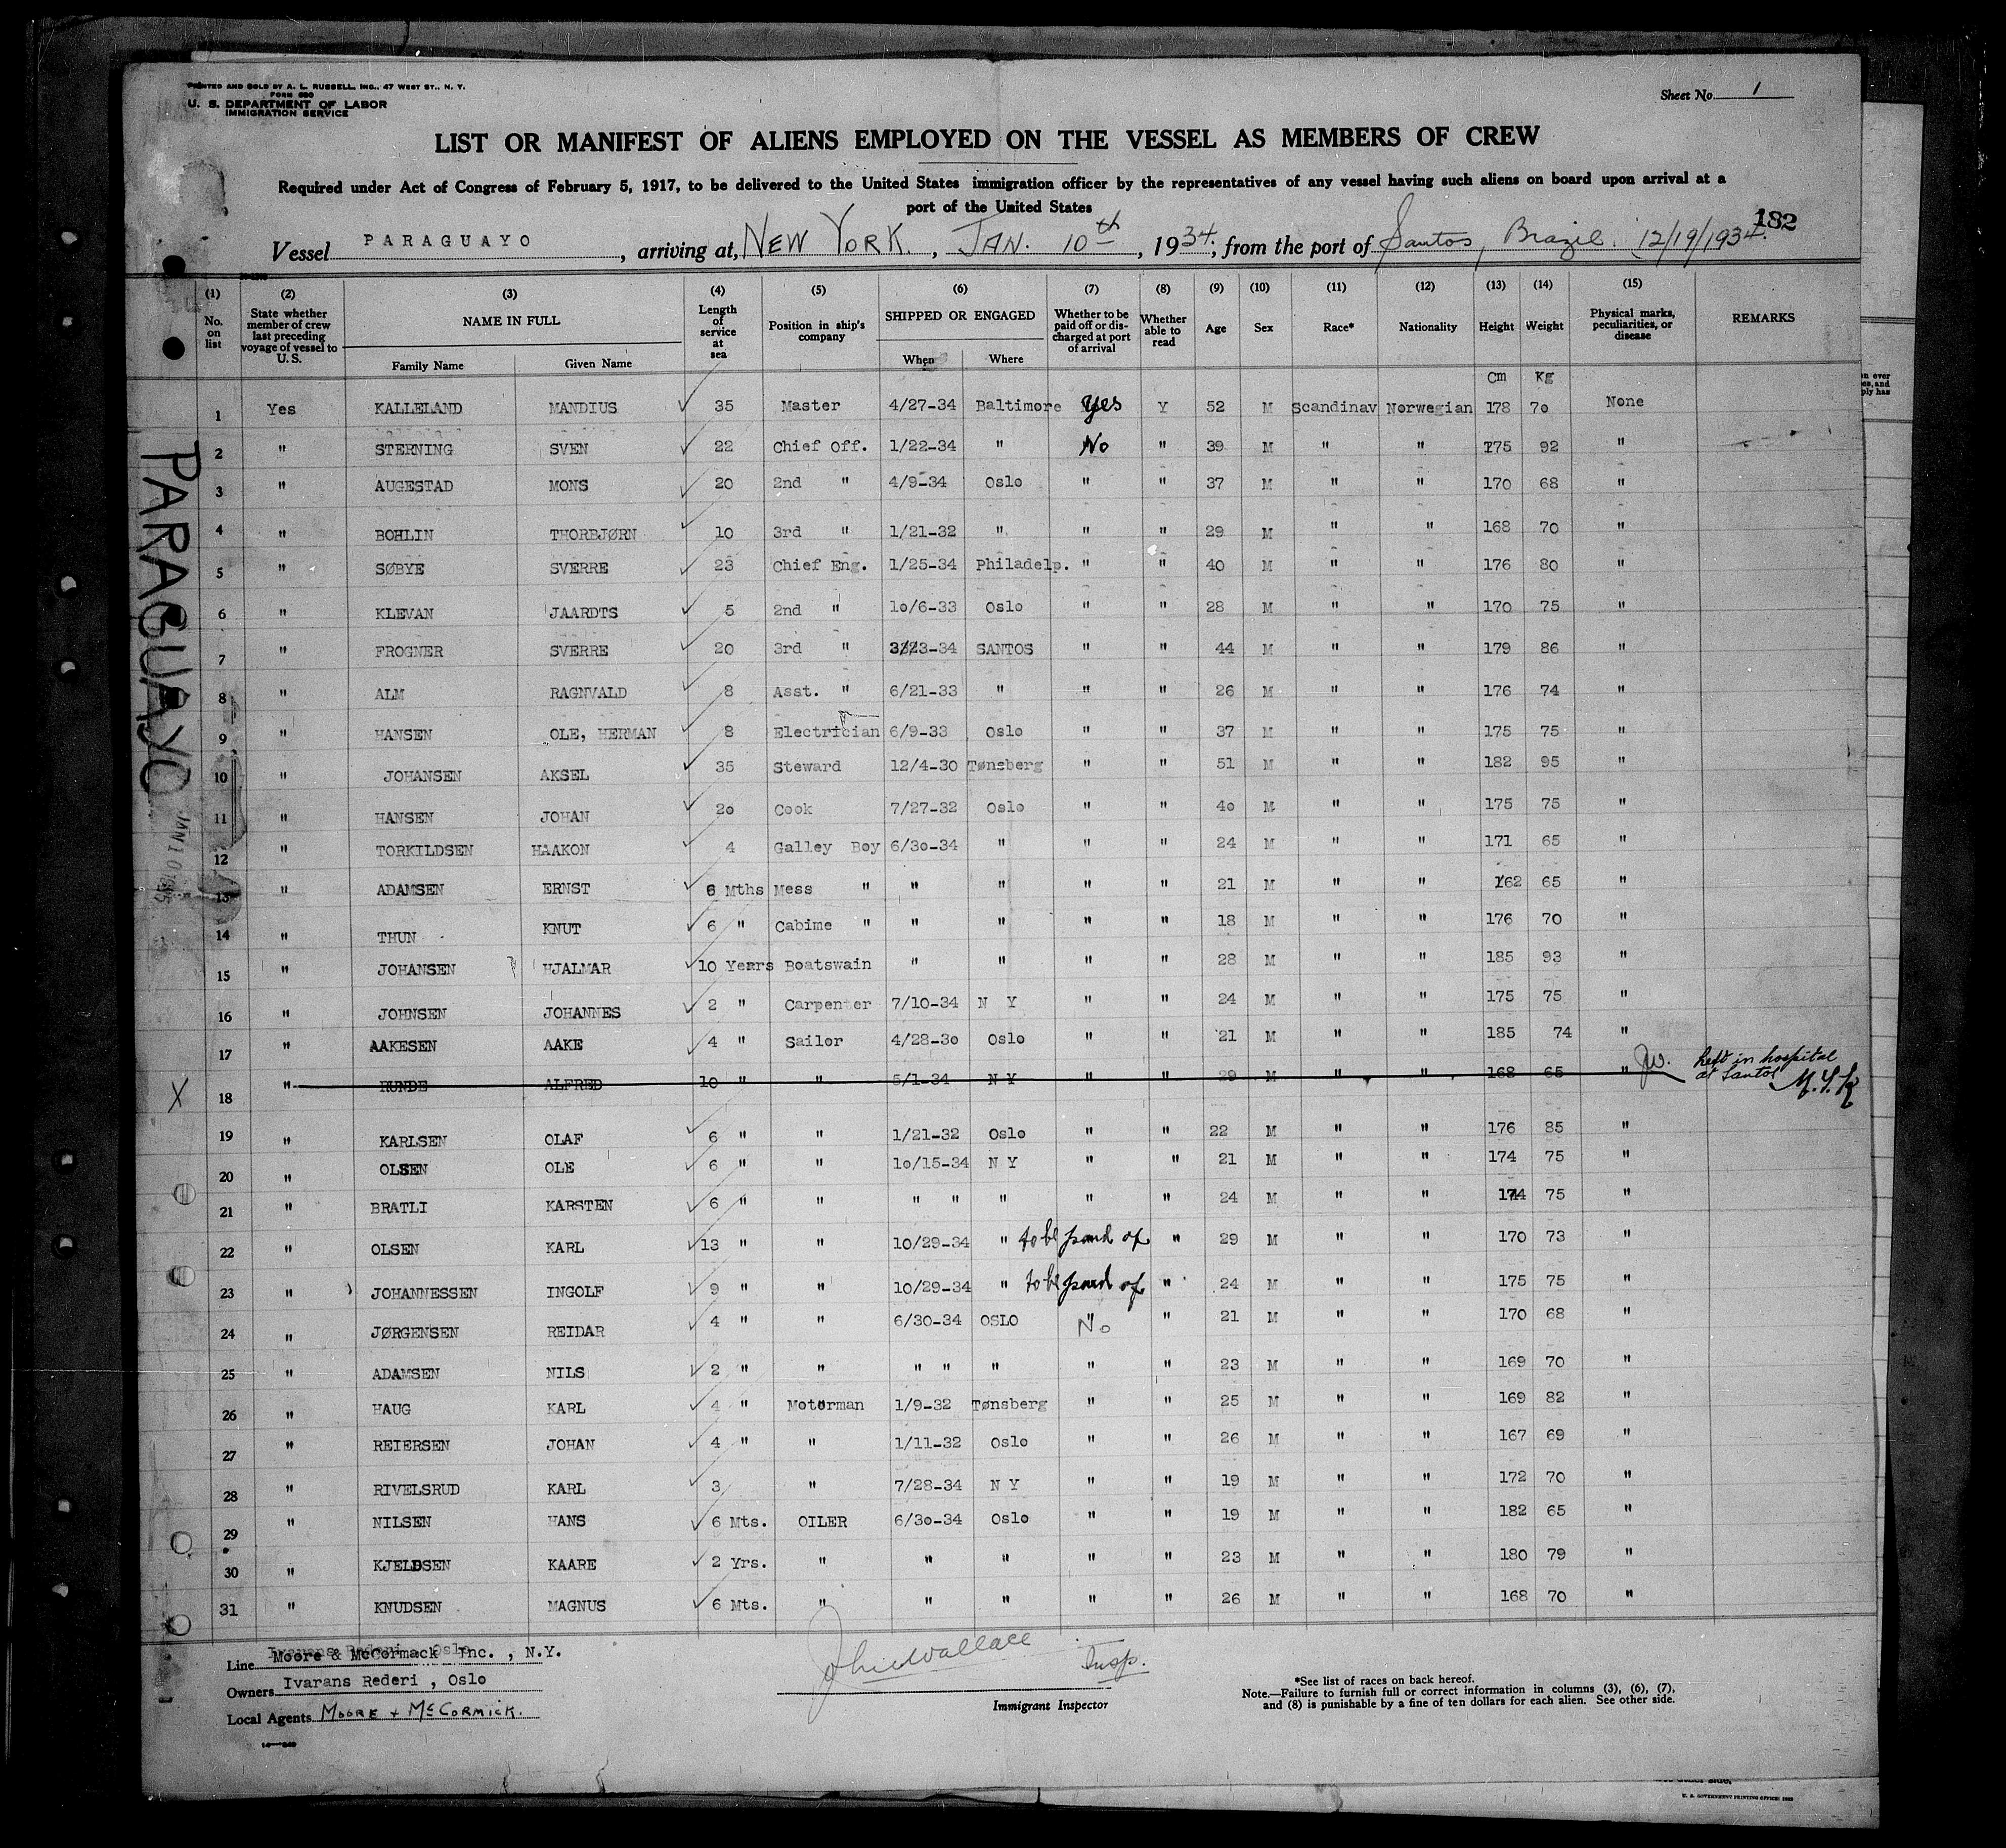 PRINTED AND SOLD BY A. L. RUSSELL, INC., 47 WEST ST., N. Y.
FORM 680
U. S. DEPARTMENT OF LABOR
IMMIGRATION SERVICE
Sheet No. 1
LIST OR MANIFEST OF ALIENS EMPLOYED ON THE VESSEL AS MEMBERS OF CREW
Required under Act of Congress of February 5, 1917, to be delivered to the United States immigration officer by the representatives of any vessel having such aliens on board upon arrival at a
port of the United States
182
Vessel PARAGUAYO, arriving at, NEW YORK., JAN. 10th, 1934, from the port of Santos, Brazil. 12/19/1934.
(1) (2) (3) (4) (5) (6) (7) (8) (9) (10) (11) (12) (13) (14) (15)
No. on list State whether member of crew last preceding voyage of vessel to U. S. NAME IN FULL Family Name Given Name Length of service at sea Position in ship's company SHIPPED OR ENGAGED When Where Whether to be paid off or discharged at port of arrival Whether able to read Age Sex Race* Nationality Height Weight Physical marks, peculiarities, or disease REMARKS
Cm Kg
1 Yes KALLELAND MANDIUS 35 Master 4/27-34 Baltimore Yes Y 52 M Scandinav Norwegian 178 70 None
2 " STERNING SVEN 22 Chief Off. 1/22-34 " No " 39 M " " 175 92 "
3 " AUGESTAD MONS 20 2nd " 4/9-34 Oslo " " 37 M " " 170 68 "
4 " BOHLIN THORBJØRN 10 3rd " 1/21-32 " " " 29 M " " 168 70 "
5 " SØBYE SVERRE 23 Chief Eng. 1/25-34 Philadelp. " " 40 M " " 176 80 "
6 " KLEVAN JAARDTS 5 2nd " 10/6-33 Oslo " " 28 M " " 170 75 "
7 " FROGNER SVERRE 20 3rd " SANTOS " " 44 M " " 179 86 "
8 " ALM RAGNVALD 8 Asst. " 6/21-33 " " " 26 M " " 176 74 "
9 " HANSEN OLE, HERMAN 8 Electrician 6/9-33 Oslo " " 37 M " " 175 75 "
10 " JOHANSEN AKSEL 35 Steward 12/4-30 Tønsberg " " 51 M " " 182 95 "
11 " HANSEN JOHAN 20 Cook 7/27-32 Oslo " " 40 M " " 175 75 "
12 " TORKILDSEN HAAKON 4 Galley Boy 6/30-34 " " " 24 M " " 171 65 "
13 " ADAMSEN ERNST 6 Mths Mess " " " " " 21 M " " 162 65 "
14 " THUN KNUT 6 " Cabime " " " " " 18 M " " 176 70 "
15 " JOHANSEN HJALMAR 10 Years Boatswain " " " " 28 M " " 185 93 "
16 " JOHNSEN JOHANNES 2 " Carpenter 7/10-34 N Y " " 24 M " " 175 75 "
17 " AAKESEN AAKE 4 " Sailor 4/28-30 Oslo " " 21 M " " 185 74 "
X 18 " RUNDE ALFRED 10 " " 5/1-34 N Y " " 29 M " " 168 65 " JW. left in hospital at Santos M.S.K
19 " KARLSEN OLAF 6 " " 1/21-32 Oslo " " 22 M " " 176 85 "
20 " OLSEN OLE 6 " " 10/15-34 N Y " " 21 M " " 174 75 "
21 " BRATLI KARSTEN 6 " " " " " " " 24 M " " 174 75 "
22 " OLSEN KARL 13 " " 10/29-34 " to be paid of " 29 M " " 170 73 "
23 " JOHANNESSEN INGOLF 9 " " 10/29-34 " to be paid of " 24 M " " 175 75 "
24 " JØRGENSEN REIDAR 4 " " 6/30-34 OSLO No " 21 M " " 170 68 "
25 " ADAMSEN NILS 2 " " " " " " " 23 M " " 169 70 "
26 " HAUG KARL 4 " Motorman 1/9-32 Tønsberg " " 25 M " " 169 82 "
27 " REIERSEN JOHAN 4 " " 1/11-32 Oslo " " 26 M " " 167 69 "
28 " RIVELSRUD KARL 3 " 7/28-34 N Y " " 19 M " " 172 70 "
29 " NILSEN HANS 6 Mts. OILER 6/30-34 Oslo " " 19 M " " 182 65 "
30 " KJELDSEN KAARE 2 Yrs. " " " " " 23 M " " 180 79 "
31 " KNUDSEN MAGNUS 6 Mts. " " " " " 26 M " " 168 70 "
PARAGUAYO
Line Moore & McCormack Inc., N.Y.
Owners Ivarans Rederi, Oslo
Local Agents MOORE + McCORMICK.
John Wallace Insp.
Immigrant Inspector
*See list of races on back hereof.
Note.—Failure to furnish full or correct information in columns (3), (6), (7),
and (8) is punishable by a fine of ten dollars for each alien. See other side.
U. S. GOVERNMENT PRINTING OFFICE